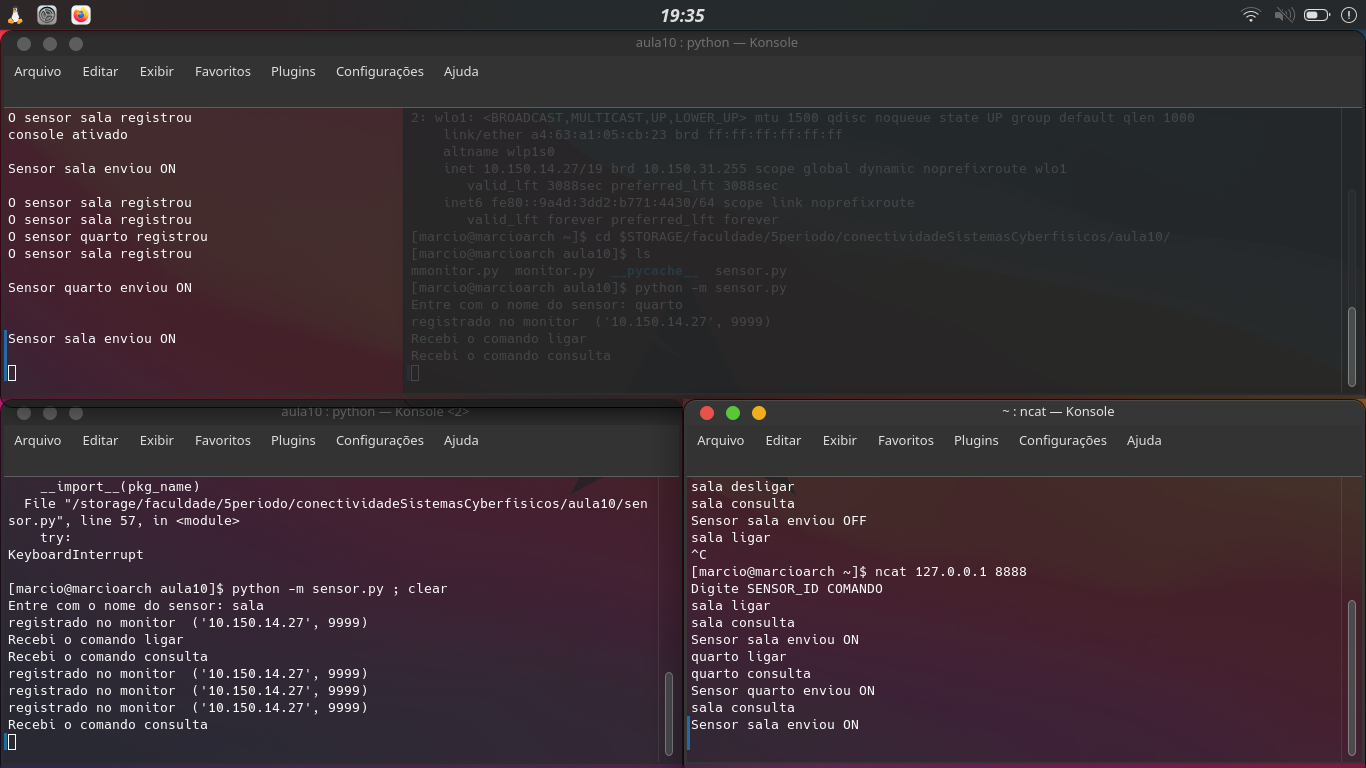 19:35
aula10 : python — Konsole
Arquivo Editar Exibir Favoritos Plugins Configurações Ajuda
O sensor sala registrou
console ativado
Sensor sala enviou ON
O sensor sala registrou
O sensor sala registrou
O sensor quarto registrou
O sensor sala registrou
Sensor quarto enviou ON
Sensor sala enviou ON
2: wlo1: <BROADCAST,MULTICAST,UP,LOWER_UP> mtu 1500 qdisc noqueue state UP group default qlen 1000
link/ether a4:63:a1:05:cb:23 brd ff:ff:ff:ff:ff:ff
altname wlp1s0
inet 10.150.14.27/19 brd 10.150.31.255 scope global dynamic noprefixroute wlo1
valid_lft 3088sec preferred_lft 3088sec
inet6 fe80::9a4d:3dd2:b771:4430/64 scope link noprefixroute
valid_lft forever preferred_lft forever
[marcio@marcioarch ~]$ cd $STORAGE/faculdade/5periodo/conectividadeSistemasCyberfisicos/aula10/
[marcio@marcioarch aula10]$ ls
mmonitor.py  monitor.py  __pycache__  sensor.py
[marcio@marcioarch aula10]$ python -m sensor.py
Entre com o nome do sensor: quarto
registrado no monitor  ('10.150.14.27', 9999)
Recebi o comando ligar
Recebi o comando consulta
aula10 : python — Konsole <2>
Arquivo Editar Exibir Favoritos Plugins Configurações Ajuda
__import__(pkg_name)
File "/storage/faculdade/5periodo/conectividadeSistemasCyberfisicos/aula10/sen
sor.py", line 57, in <module>
try:
KeyboardInterrupt
[marcio@marcioarch aula10]$ python -m sensor.py ; clear
Entre com o nome do sensor: sala
registrado no monitor  ('10.150.14.27', 9999)
Recebi o comando ligar
Recebi o comando consulta
registrado no monitor  ('10.150.14.27', 9999)
registrado no monitor  ('10.150.14.27', 9999)
registrado no monitor  ('10.150.14.27', 9999)
Recebi o comando consulta
~ : ncat — Konsole
Arquivo Editar Exibir Favoritos Plugins Configurações Ajuda
sala desligar
sala consulta
Sensor sala enviou OFF
sala ligar
^C
[marcio@marcioarch ~]$ ncat 127.0.0.1 8888
Digite SENSOR_ID COMANDO
sala ligar
sala consulta
Sensor sala enviou ON
quarto ligar
quarto consulta
Sensor quarto enviou ON
sala consulta
Sensor sala enviou ON